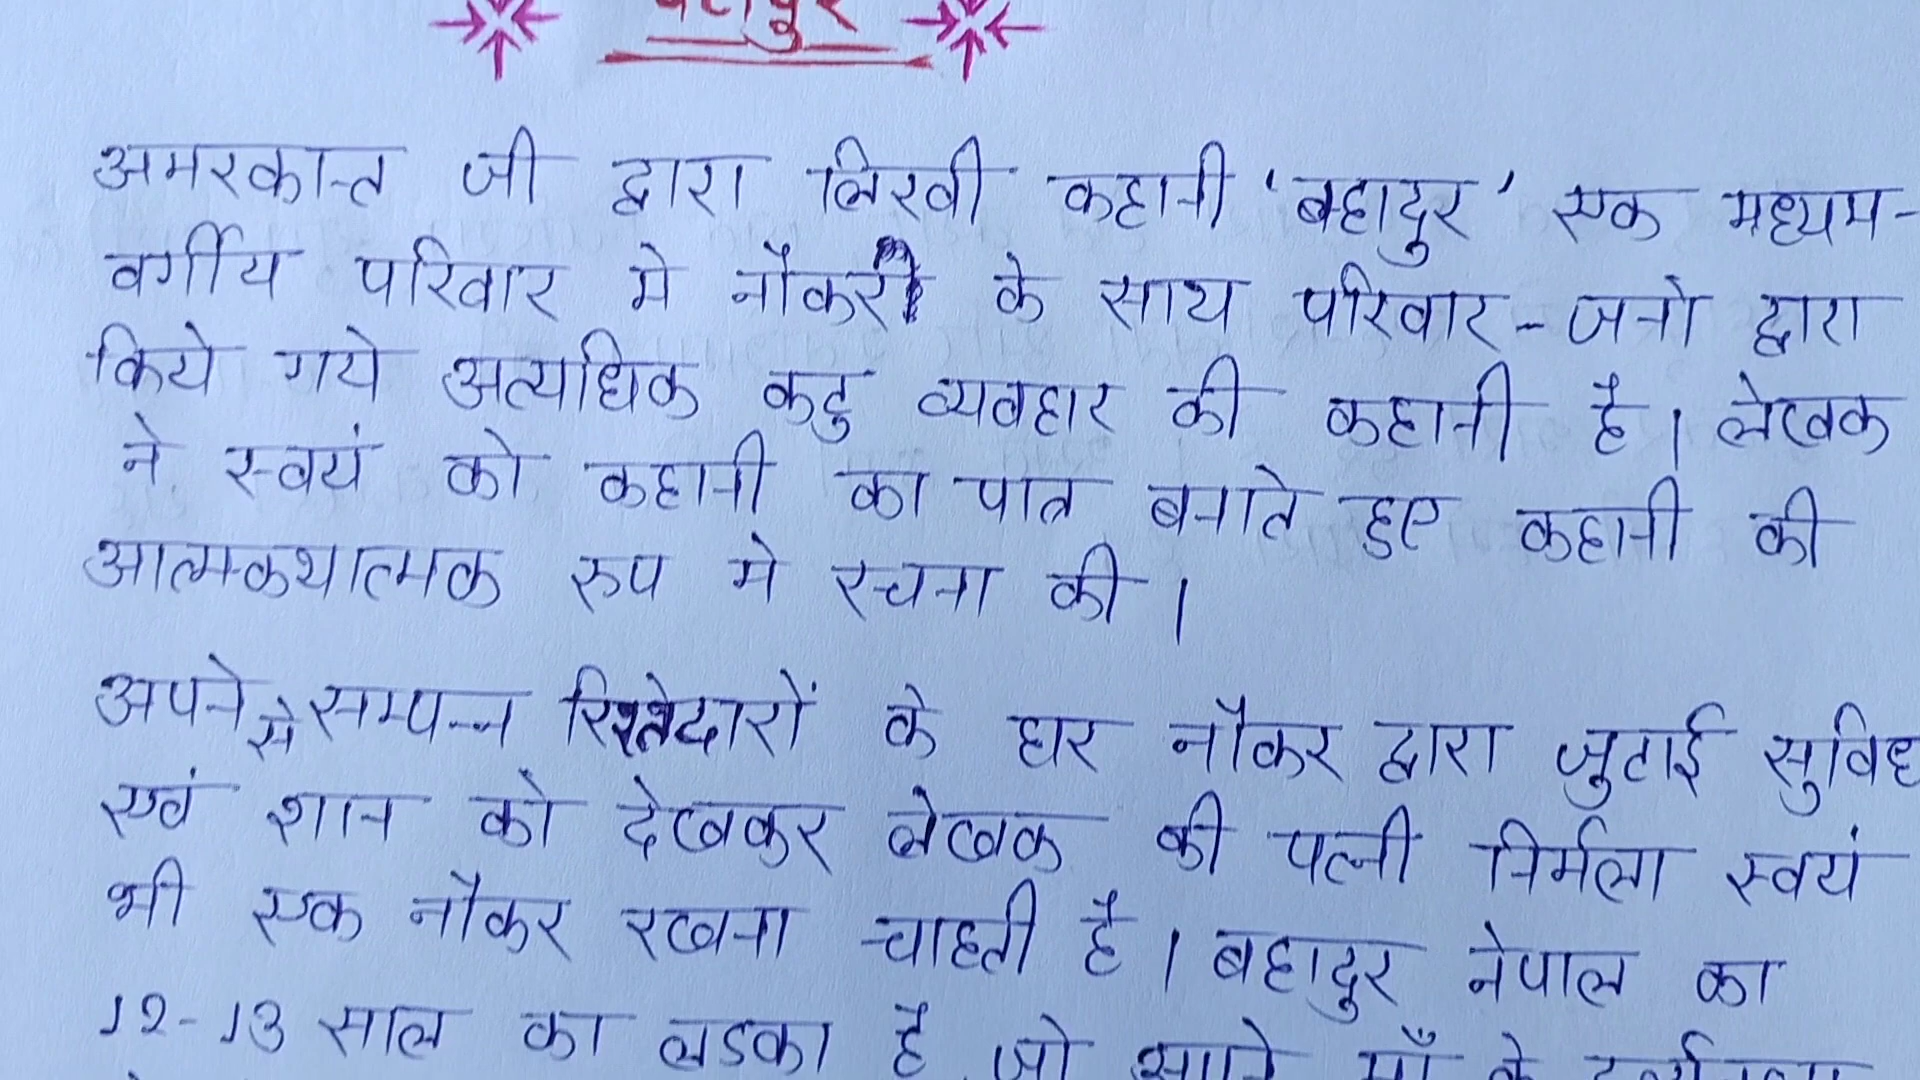 बहादुर
अमरकान्त जी द्वारा लिखी कहानी 'बहादुर' एक मध्यम-
वर्गीय परिवार मे नौकर के साथ परिवार-जनो द्वारा
किये गये अत्यधिक कटु व्यवहार की कहानी है। लेखक
ने स्वयं को कहानी का पात्र बनाते हुए कहानी की
आत्मकथात्मक रुप मे रचना की।
अपने से सम्पन्न रिश्तेदारों के घर नौकर द्वारा जुटाई सुविध
एवं शान को देखकर लेखक की पत्नी निर्मला स्वयं
भी एक नौकर रखना चाहती है। बहादुर नेपाल का
12-13 साल का लडका है जो अपने माँ के